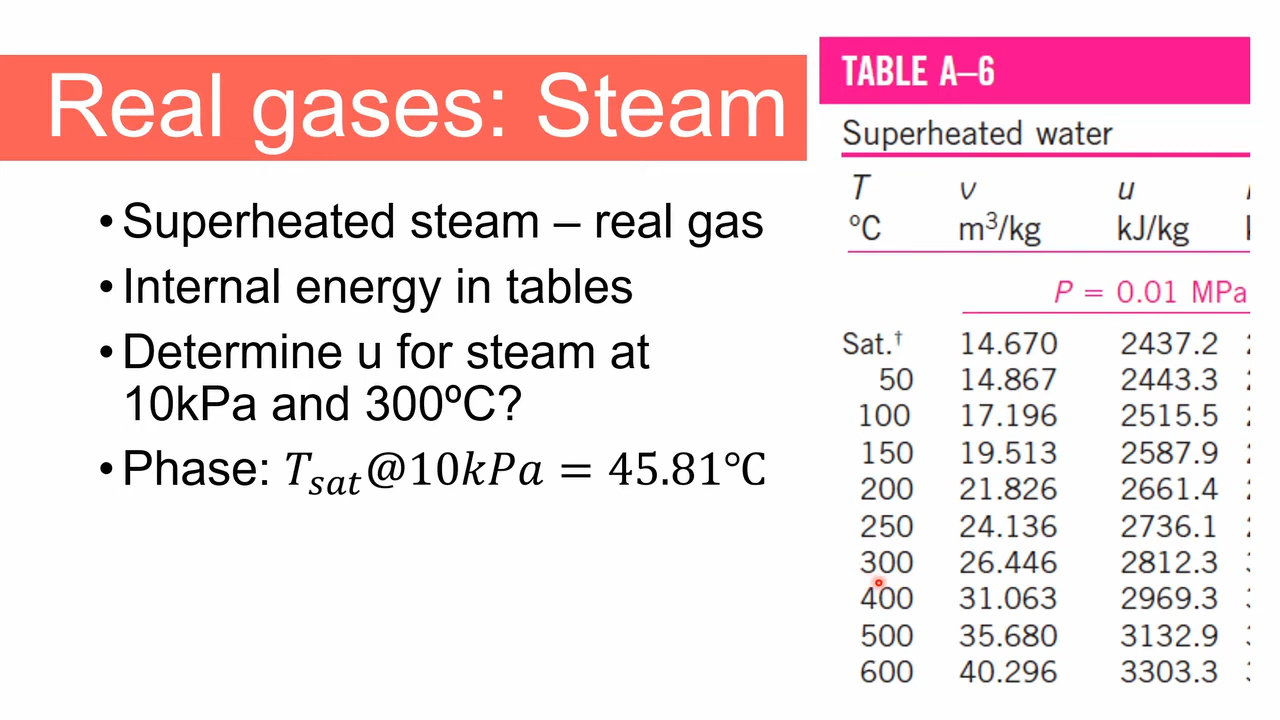 Real gases: Steam
• Superheated steam – real gas
• Internal energy in tables
• Determine u for steam at
10kPa and 300ºC?
• Phase: T_sat@10kPa = 45.81℃
TABLE A–6
Superheated water
T v u
°C m³/kg kJ/kg
P = 0.01 MPa
Sat.† 14.670 2437.2
50 14.867 2443.3
100 17.196 2515.5
150 19.513 2587.9
200 21.826 2661.4
250 24.136 2736.1
300 26.446 2812.3
400 31.063 2969.3
500 35.680 3132.9
600 40.296 3303.3